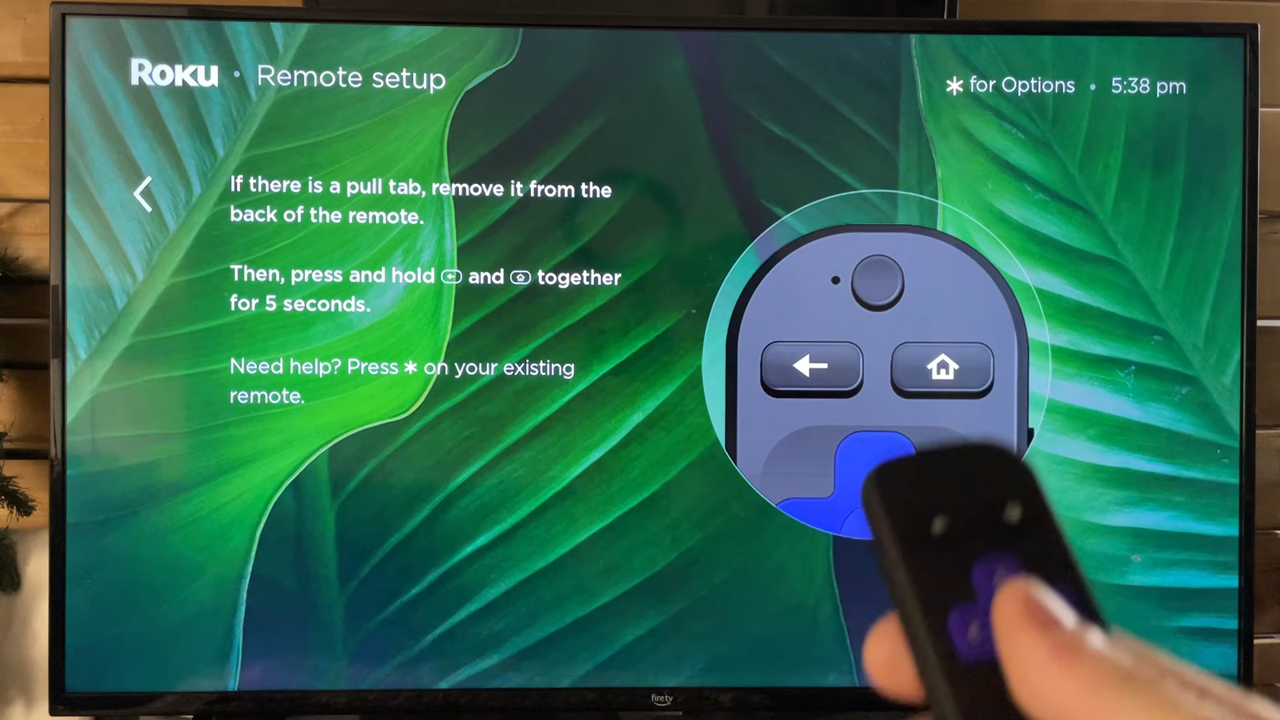 Roku • Remote setup
* for Options • 5:38 pm
If there is a pull tab, remove it from the
back of the remote.
Then, press and hold and together
for 5 seconds.
Need help? Press * on your existing
remote.
fire tv